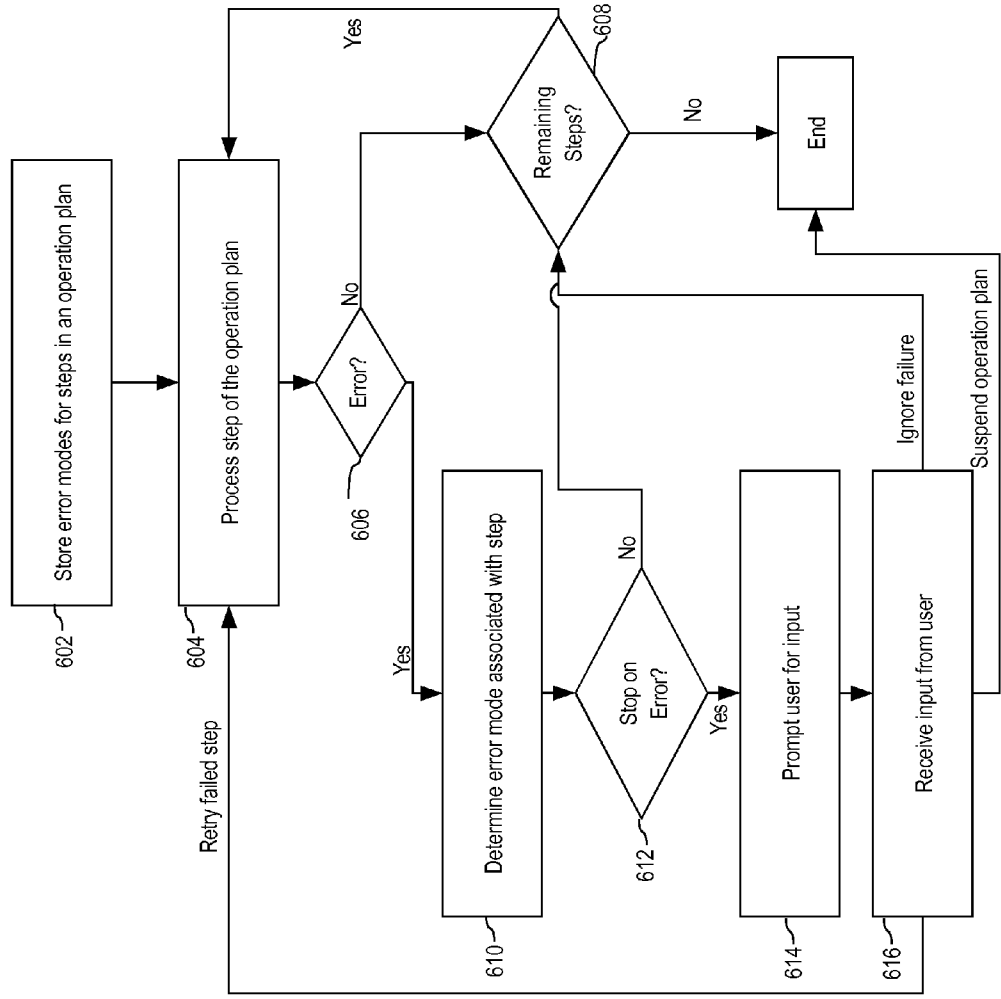 Store error modes for steps in an operation plan
602
Process step of the operation plan
604
Yes
Retry failed step
Error?
606
No
Yes
Remaining
Steps?
608
No
End
Determine error mode associated with step
610
Stop on
Error?
612
No
Yes
Prompt user for input
614
Receive input from user
616
Ignore failure
Suspend operation plan